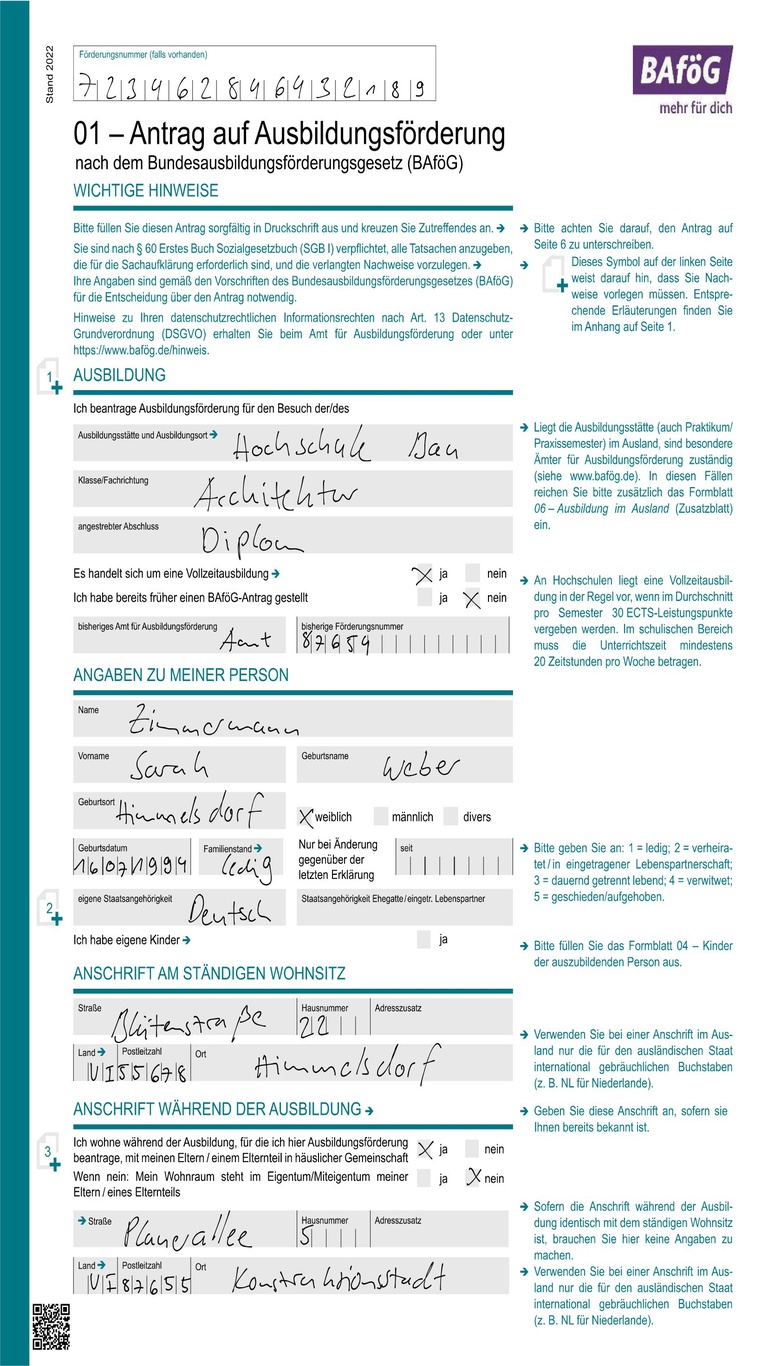 Stand 2022
Förderungsnummer (falls vorhanden)
723462846432189
BAföG
mehr für dich
01 – Antrag auf Ausbildungsförderung
nach dem Bundesausbildungsförderungsgesetz (BAföG)
WICHTIGE HINWEISE
Bitte füllen Sie diesen Antrag sorgfältig in Druckschrift aus und kreuzen Sie Zutreffendes an. →
Sie sind nach § 60 Erstes Buch Sozialgesetzbuch (SGB I) verpflichtet, alle Tatsachen anzugeben,
die für die Sachaufklärung erforderlich sind, und die verlangten Nachweise vorzulegen. →
Ihre Angaben sind gemäß den Vorschriften des Bundesausbildungsförderungsgesetzes (BAföG)
für die Entscheidung über den Antrag notwendig.
Hinweise zu Ihren datenschutzrechtlichen Informationsrechten nach Art. 13 Datenschutz-
Grundverordnung (DSGVO) erhalten Sie beim Amt für Ausbildungsförderung oder unter
https://www.bafög.de/hinweis.
→ Bitte achten Sie darauf, den Antrag auf
Seite 6 zu unterschreiben.
→ Dieses Symbol auf der linken Seite
weist darauf hin, dass Sie Nach-
weise vorlegen müssen. Entspre-
chende Erläuterungen finden Sie
im Anhang auf Seite 1.
1 AUSBILDUNG
Ich beantrage Ausbildungsförderung für den Besuch der/des
Ausbildungsstätte und Ausbildungsort → Hochschule Bau
Klasse/Fachrichtung Architektur
angestrebter Abschluss Diplom
→ Liegt die Ausbildungsstätte (auch Praktikum/
Praxissemester) im Ausland, sind besondere
Ämter für Ausbildungsförderung zuständig
(siehe www.bafög.de). In diesen Fällen
reichen Sie bitte zusätzlich das Formblatt
06 – Ausbildung im Ausland (Zusatzblatt)
ein.
Es handelt sich um eine Vollzeitausbildung → X ja nein
Ich habe bereits früher einen BAföG-Antrag gestellt ja X nein
bisheriges Amt für Ausbildungsförderung Amt
bisherige Förderungsnummer 87654
→ An Hochschulen liegt eine Vollzeitausbil-
dung in der Regel vor, wenn im Durchschnitt
pro Semester 30 ECTS-Leistungspunkte
vergeben werden. Im schulischen Bereich
muss die Unterrichtszeit mindestens
20 Zeitstunden pro Woche betragen.
ANGABEN ZU MEINER PERSON
Name Zimmermann
Vorname Sarah Geburtsname Weber
Geburtsort Himmelsdorf X weiblich männlich divers
Geburtsdatum 16071994 Familienstand → ledig
Nur bei Änderung
gegenüber der
letzten Erklärung
seit
→ Bitte geben Sie an: 1 = ledig; 2 = verheira-
tet/in eingetragener Lebenspartnerschaft;
3 = dauernd getrennt lebend; 4 = verwitwet;
5 = geschieden/aufgehoben.
2 eigene Staatsangehörigkeit Deutsch Staatsangehörigkeit Ehegatte/eingetr. Lebenspartner
Ich habe eigene Kinder → ja
→ Bitte füllen Sie das Formblatt 04 – Kinder
der auszubildenden Person aus.
ANSCHRIFT AM STÄNDIGEN WOHNSITZ
Straße Blütenstraße Hausnummer 22 Adresszusatz
Land → VI Postleitzahl 55678 Ort Himmelsdorf
→ Verwenden Sie bei einer Anschrift im Aus-
land nur die für den ausländischen Staat
international gebräuchlichen Buchstaben
(z. B. NL für Niederlande).
ANSCHRIFT WÄHREND DER AUSBILDUNG →
→ Geben Sie diese Anschrift an, sofern sie
Ihnen bereits bekannt ist.
3 Ich wohne während der Ausbildung, für die ich hier Ausbildungsförderung
beantrage, mit meinen Eltern / einem Elternteil in häuslicher Gemeinschaft X ja nein
Wenn nein: Mein Wohnraum steht im Eigentum/Miteigentum meiner ja X nein
Eltern / eines Elternteils
→ Straße Planerallee Hausnummer 5 Adresszusatz
Land → VI Postleitzahl 87655 Ort Konstruktionsstadt
→ Sofern die Anschrift während der Ausbil-
dung identisch mit dem ständigen Wohnsitz
ist, brauchen Sie hier keine Angaben zu
machen.
→ Verwenden Sie bei einer Anschrift im Aus-
land nur die für den ausländischen Staat
international gebräuchlichen Buchstaben
(z. B. NL für Niederlande).